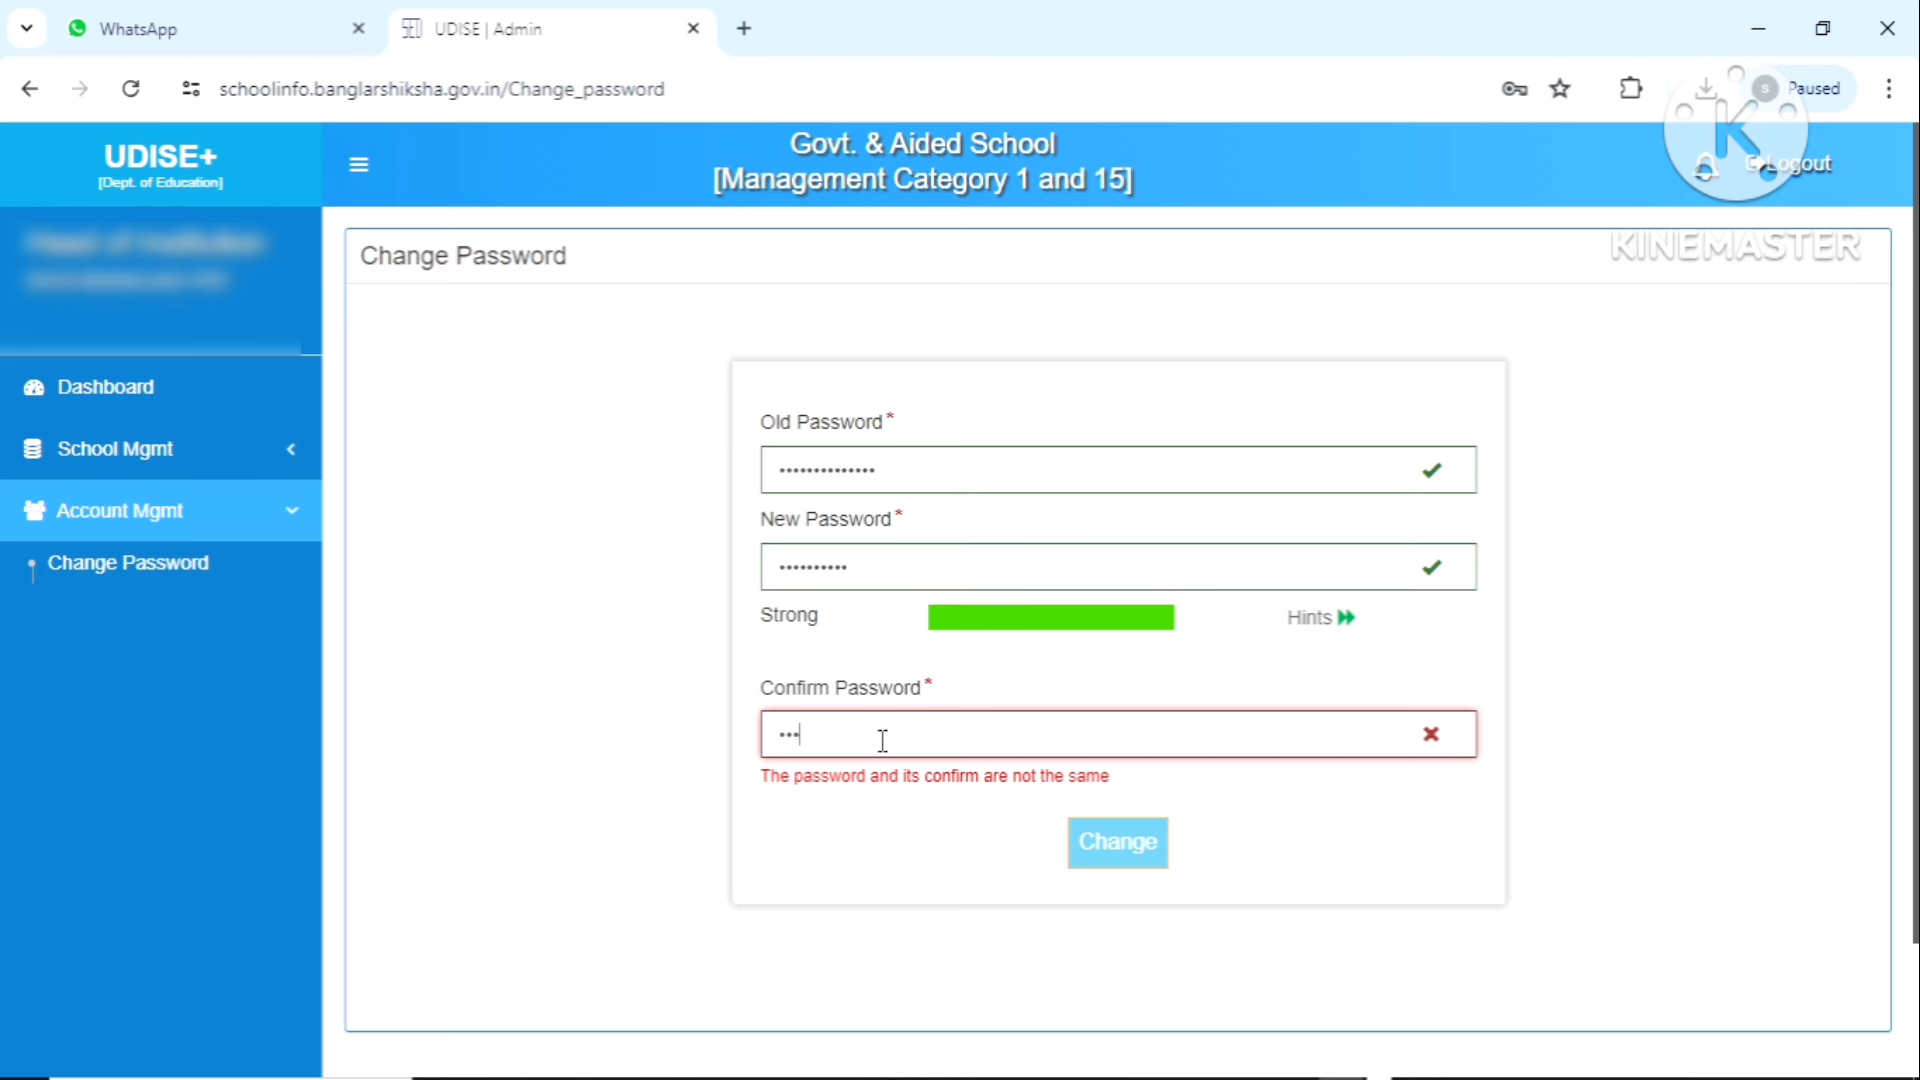 WhatsApp
UDISE | Admin
schoolinfo.banglarshiksha.gov.in/Change_password
S
Paused
UDISE+
[Dept. of Education]
Govt. & Aided School
[Management Category 1 and 15]
Logout
K
KINEMASTER
Dashboard
School Mgmt
Account Mgmt
Change Password
Change Password
Old Password*
••••••••••••••
New Password*
••••••••••
Strong
Hints
Confirm Password*
•••
The password and its confirm are not the same
Change